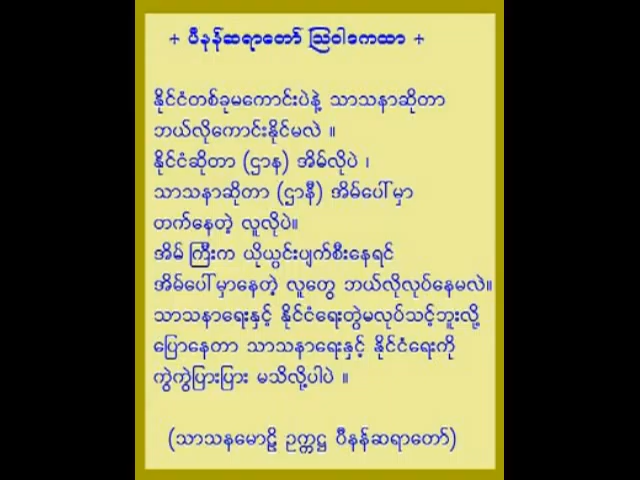 + ပီနန်ဆရာတော် ဩဝါဒကေထာ +
နိုင်ငံတစ်ခုမကောင်းပဲနဲ့ သာသနာဆိုတာ
ဘယ်လိုကောင်းနိုင်မလဲ ။
နိုင်ငံဆိုတာ (ဌာန) အိမ်လိုပဲ ၊
သာသနာဆိုတာ (ဌာနီ) အိမ်ပေါ်မှာ
တက်နေတဲ့ လူလိုပဲ။
အိမ်ကြီးက ယိုယွင်းပျက်စီးနေရင်
အိမ်ပေါ်မှာနေတဲ့ လူတွေ ဘယ်လိုလုပ်နေမလဲ။
သာသနာရေးနှင့် နိုင်ငံရေးတွဲမလုပ်သင့်ဘူးလို့
ပြောနေတာ သာသနာရေးနှင့် နိုင်ငံရေးကို
ကွဲကွဲပြားပြား မသိလို့ပါပဲ ။
(သာသနမောဠိ ဥက္ကဋ္ဌ ပီနန်ဆရာတော်)